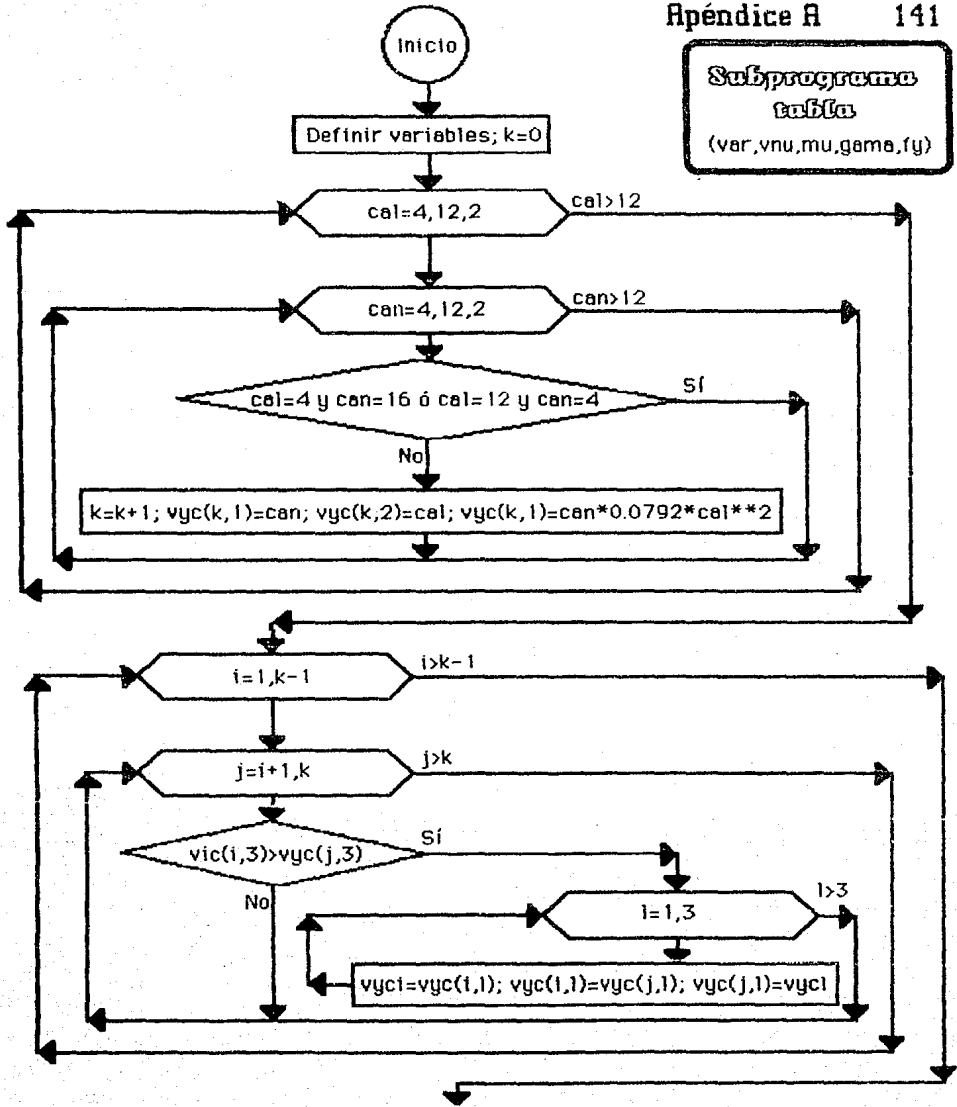 Apéndice A 141
Subprograma
tabla
(var,vnu,mu,gama,fy)
Inicio
Definir variables; k=0
cal=4,12,2
cal>12
can=4,12,2
can>12
cal=4 y can=16 ó cal=12 y can=4
Sí
No
k=k+1; vyc(k,1)=can; vyc(k,2)=cal; vyc(k,1)=can*0.0792*cal**2
i=1,k-1
i>k-1
j=i+1,k
j>k
vic(i,3)>vyc(j,3)
Sí
No
l=1,3
l>3
vyc1=vyc(i,l); vyc(i,l)=vyc(j,l); vyc(j,l)=vyc1